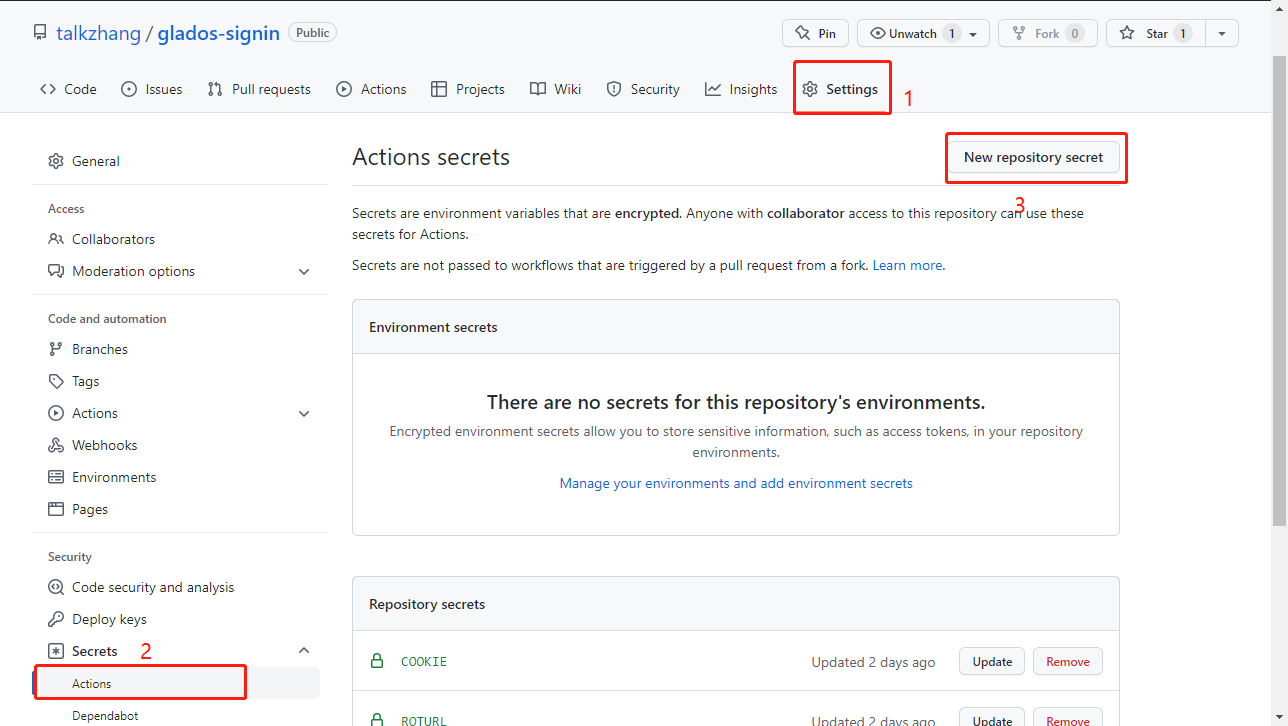 talkzhang / glados-signin Public
Pin Unwatch 1 Fork 0 Star 1
Code Issues Pull requests Actions Projects Wiki Security Insights Settings 1
General
Access
Collaborators
Moderation options
Code and automation
Branches
Tags
Actions
Webhooks
Environments
Pages
Security
Code security and analysis
Deploy keys
Secrets 2
Actions
Dependabot
Actions secrets
New repository secret
3
Secrets are environment variables that are encrypted. Anyone with collaborator access to this repository can use these
secrets for Actions.
Secrets are not passed to workflows that are triggered by a pull request from a fork. Learn more.
Environment secrets
There are no secrets for this repository's environments.
Encrypted environment secrets allow you to store sensitive information, such as access tokens, in your repository
environments.
Manage your environments and add environment secrets
Repository secrets
COOKIE Updated 2 days ago Update Remove
ROTURL Updated 2 days ago Update Remove